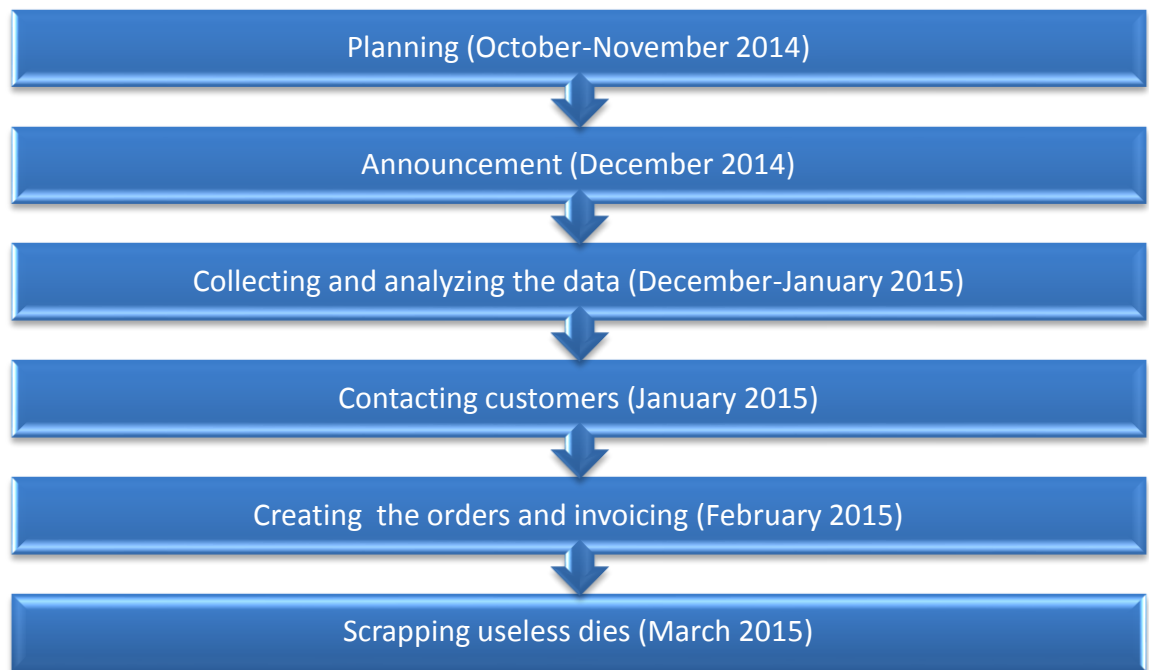 Planning (October-November 2014)
Announcement (December 2014)
Collecting and analyzing the data (December-January 2015)
Contacting customers (January 2015)
Creating  the orders and invoicing (February 2015)
Scrapping useless dies (March 2015)